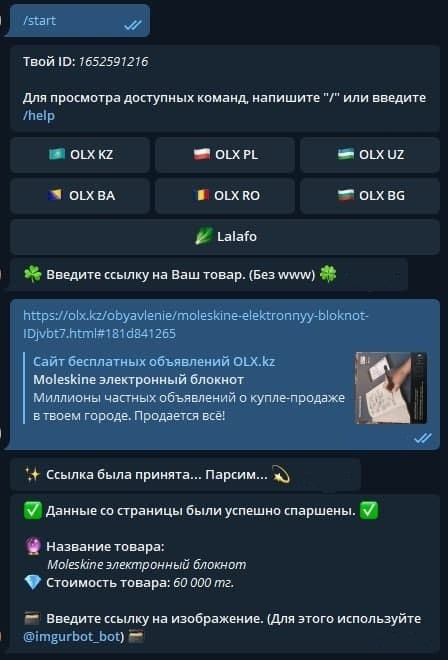 /start
Твой ID: 1652591216
Для просмотра доступных команд, напишите "/" или введите
/help
OLX KZ
OLX PL
OLX UZ
OLX BA
OLX RO
OLX BG
Lalafo
Введите ссылку на Ваш товар. (Без www)
https://olx.kz/obyavlenie/moleskine-elektronnyy-bloknot-
IDjvbt7.html#181d841265
Сайт бесплатных объявлений OLX.kz
Moleskine электронный блокнот
Миллионы частных объявлений о купле-продаже
в твоем городе. Продается всё!
Ссылка была принята... Парсим...
Данные со страницы были успешно спаршены.
Название товара:
Moleskine электронный блокнот
Стоимость товара: 60 000 тг.
Введите ссылку на изображение. (Для этого используйте
@imgurbot_bot)